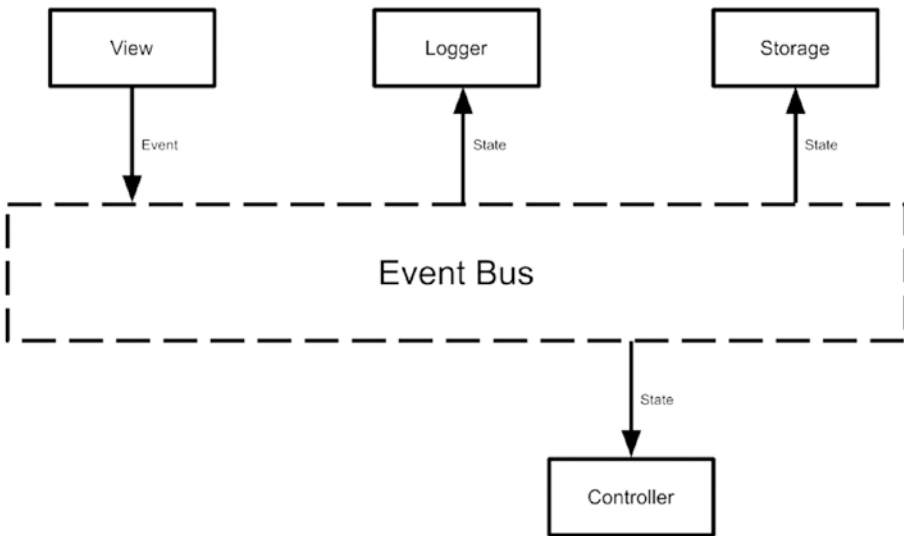 View
Logger
Storage
Event
State
State
Event Bus
State
Controller